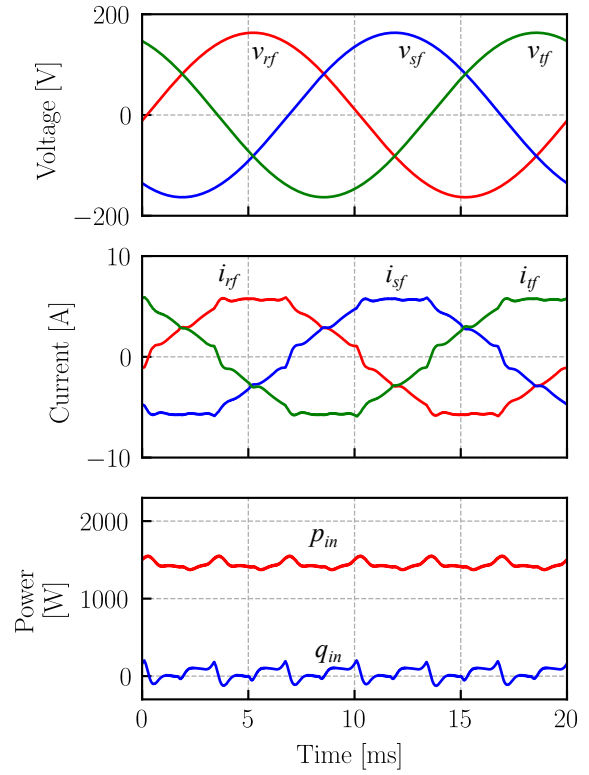 200
v_rf v_sf v_tf
Voltage [V]
0
−200
10
i_rf i_sf i_tf
Current [A]
0
−10
2000
p_in
Power
[W]
1000
q_in
0
0 5 10 15 20
Time [ms]